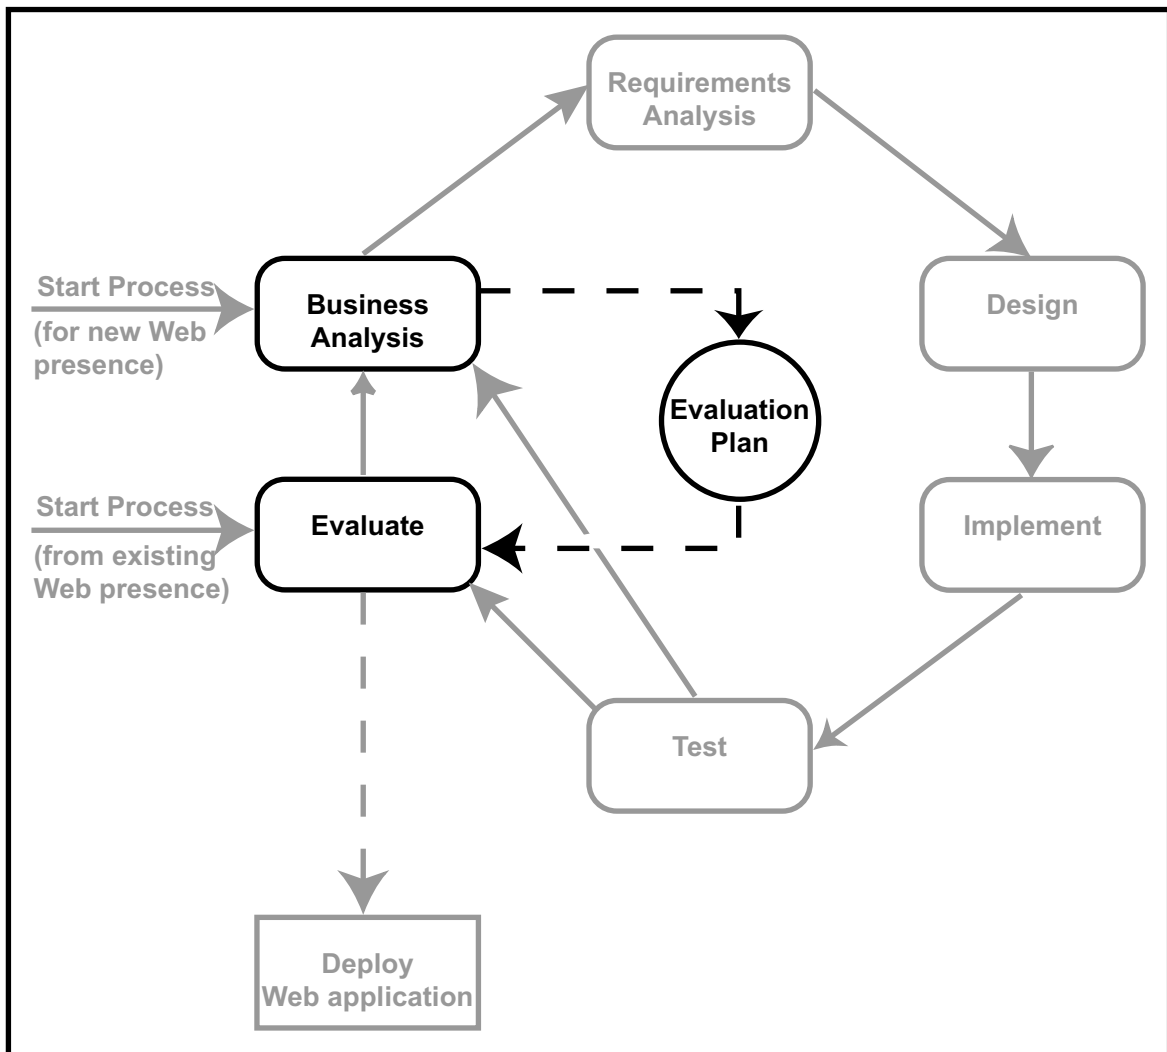 Requirements
Analysis
Start Process
(for new Web
presence)
Business
Analysis
Design
Evaluation
Plan
Start Process
(from existing
Web presence)
Evaluate
Implement
Test
Deploy
Web application